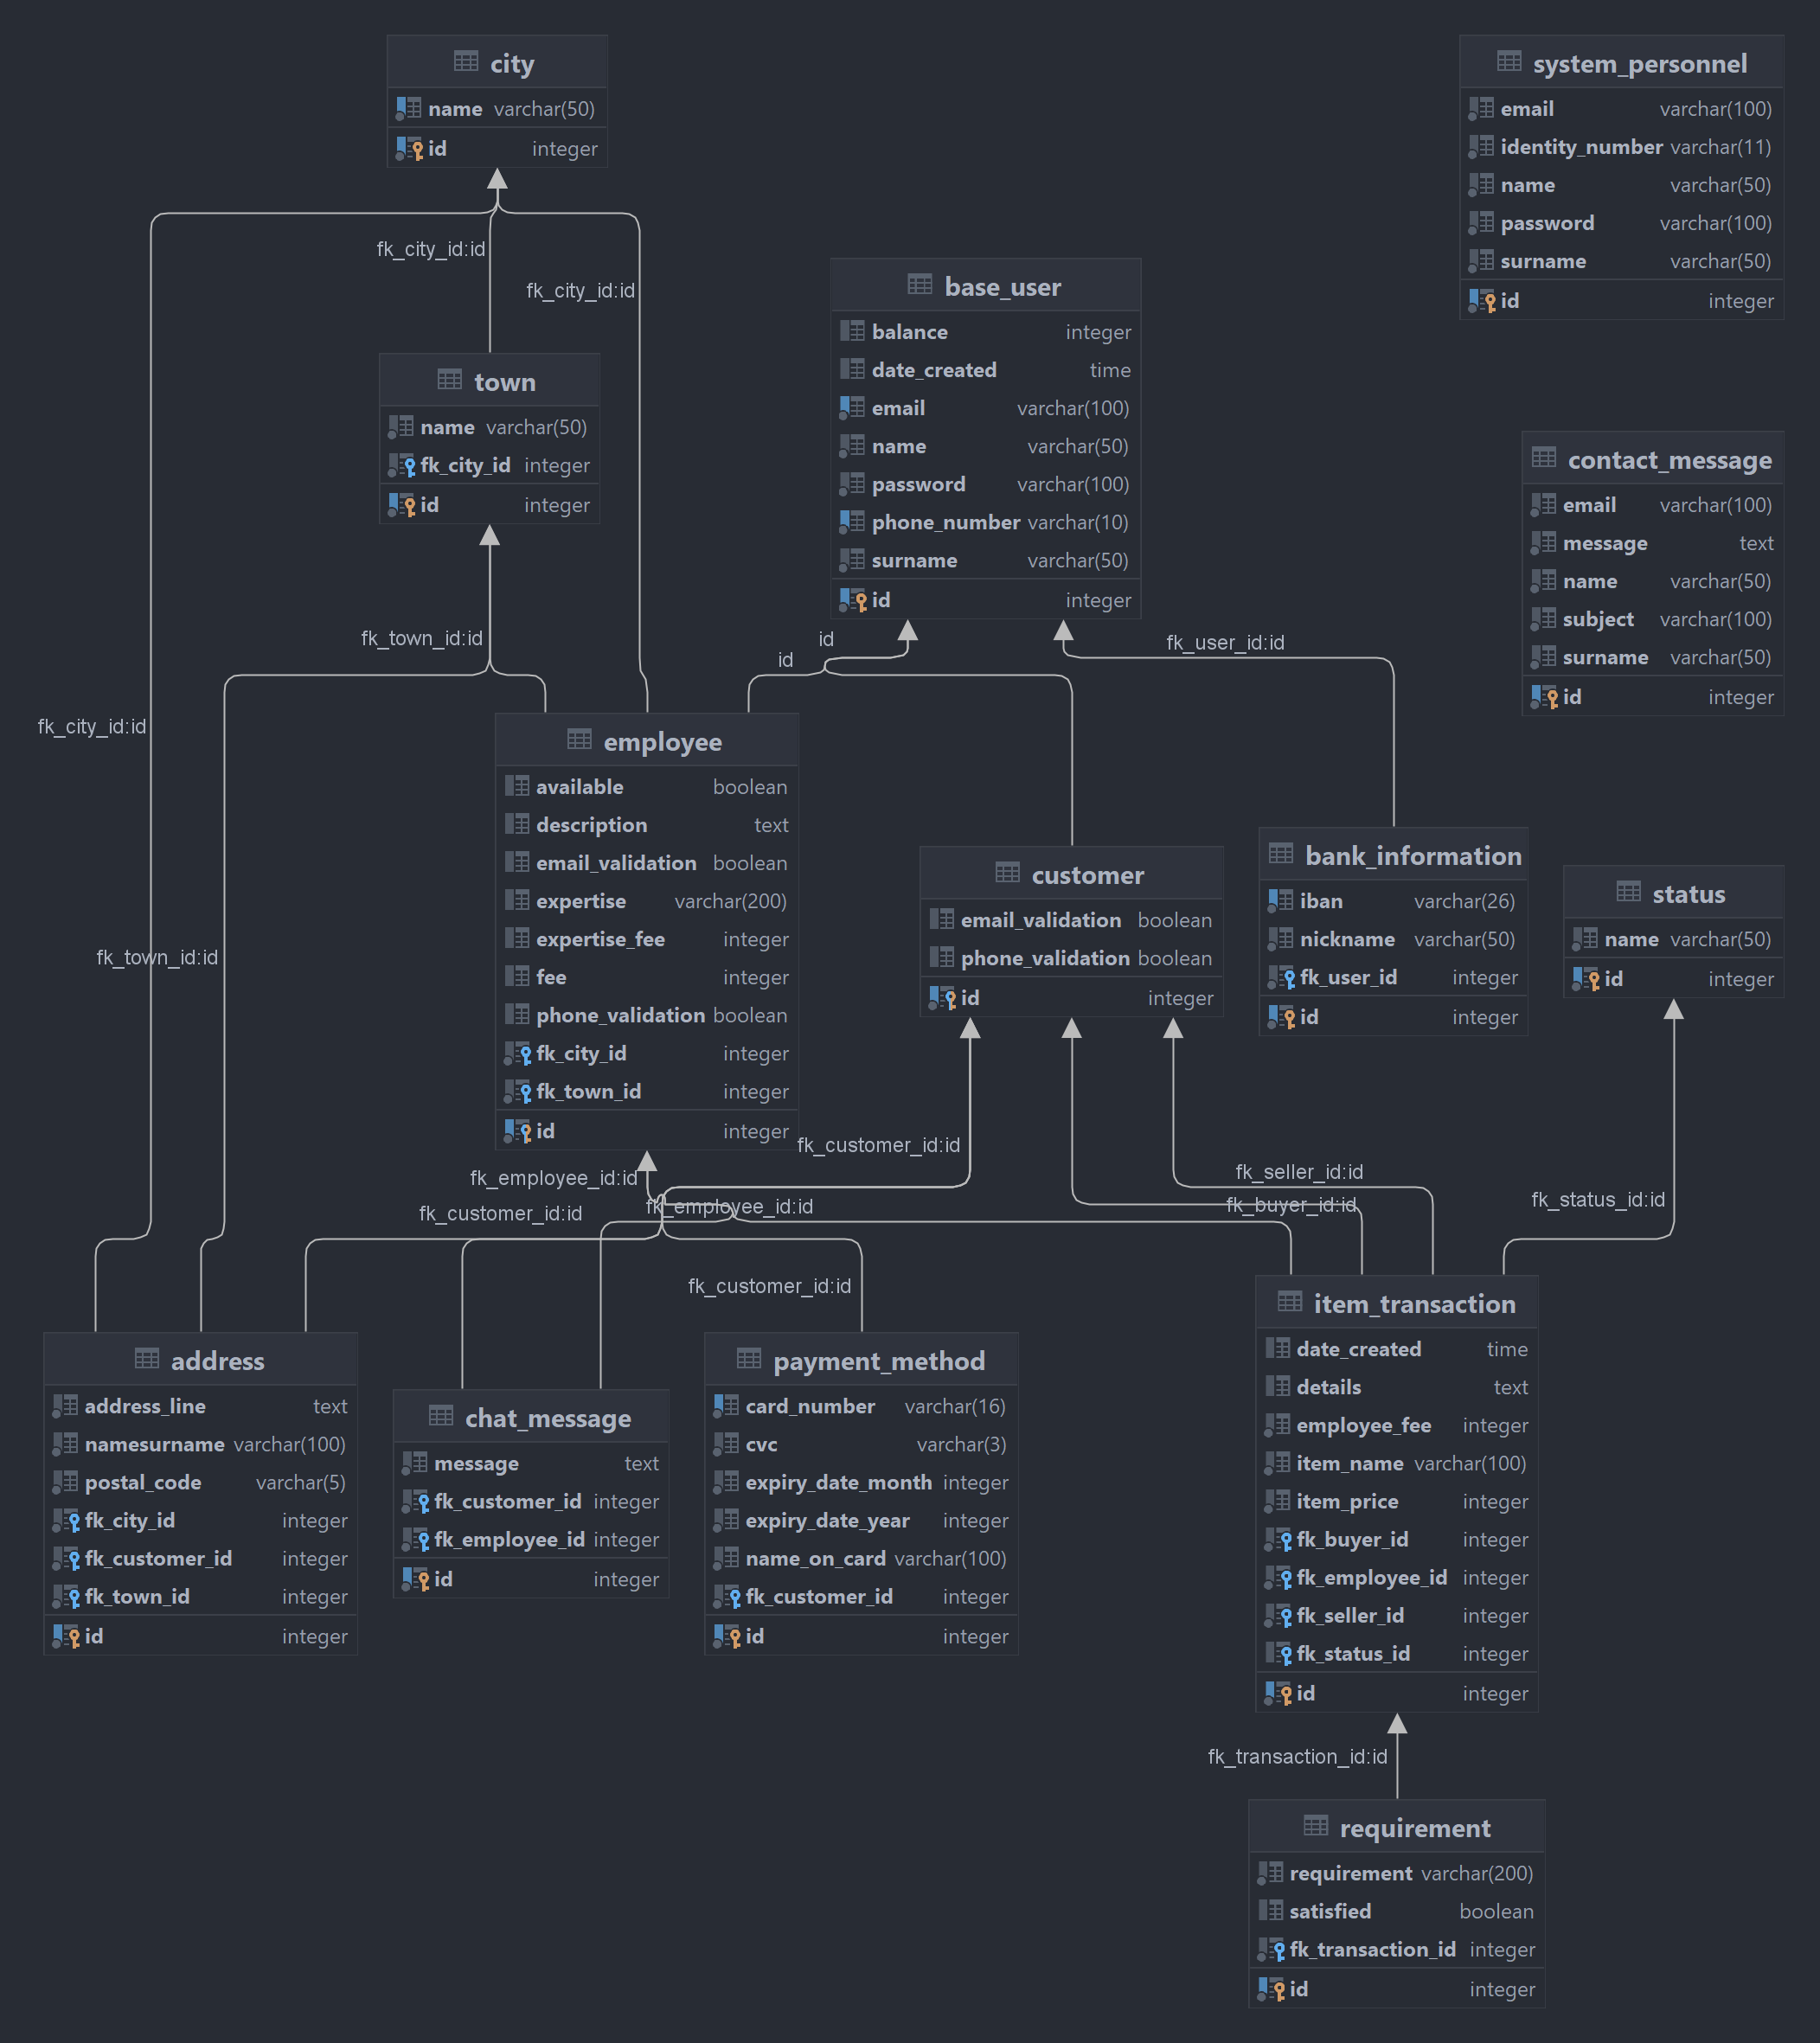 city
name varchar(50)
id integer
system_personnel
email varchar(100)
identity_number varchar(11)
name varchar(50)
password varchar(100)
surname varchar(50)
id integer
fk_city_id:id
fk_city_id:id
base_user
balance integer
date_created time
email varchar(100)
name varchar(50)
password varchar(100)
phone_number varchar(10)
surname varchar(50)
id integer
town
name varchar(50)
fk_city_id integer
id integer
contact_message
email varchar(100)
message text
name varchar(50)
subject varchar(100)
surname varchar(50)
id integer
fk_town_id:id
id
id
fk_user_id:id
fk_city_id:id
employee
available boolean
description text
email_validation boolean
expertise varchar(200)
expertise_fee integer
fee integer
phone_validation boolean
fk_city_id integer
fk_town_id integer
id integer
customer
email_validation boolean
phone_validation boolean
id integer
bank_information
iban varchar(26)
nickname varchar(50)
fk_user_id integer
id integer
status
name varchar(50)
id integer
fk_town_id:id
fk_customer_id:id
fk_employee_id:id
fk_seller_id:id
fk_status_id:id
fk_customer_id:id
fk_employee_id:id
fk_buyer_id:id
fk_customer_id:id
address
address_line text
namesurname varchar(100)
postal_code varchar(5)
fk_city_id integer
fk_customer_id integer
fk_town_id integer
id integer
chat_message
message text
fk_customer_id integer
fk_employee_id integer
id integer
payment_method
card_number varchar(16)
cvc varchar(3)
expiry_date_month integer
expiry_date_year integer
name_on_card varchar(100)
fk_customer_id integer
id integer
item_transaction
date_created time
details text
employee_fee integer
item_name varchar(100)
item_price integer
fk_buyer_id integer
fk_employee_id integer
fk_seller_id integer
fk_status_id integer
id integer
fk_transaction_id:id
requirement
requirement varchar(200)
satisfied boolean
fk_transaction_id integer
id integer